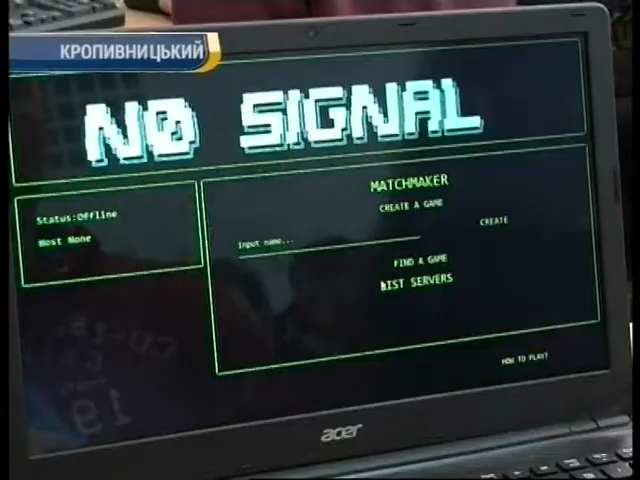 КРОПИВНИЦЬКИЙ
NO SIGNAL
Status:Offline
Host None
MATCHMAKER
CREATE A GAME
CREATE
Input name...
FIND A GAME
LIST SERVERS
HOW TO PLAY?
acer